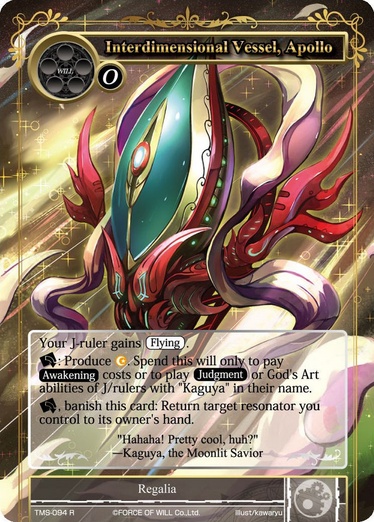 Interdimensional Vessel, Apollo
WILL
0
Your J-ruler gains Flying.
: Produce . Spend this will only to pay
Awakening costs or to play Judgment or God's Art
abilities of J/rulers with "Kaguya" in their name.
, banish this card: Return target resonator you
control to its owner's hand.
"Hahaha! Pretty cool, huh?"
—Kaguya, the Moonlit Savior
Regalia
TMS-094 R ©FORCE OF WILL Co.,Ltd. Illust/kawaryu